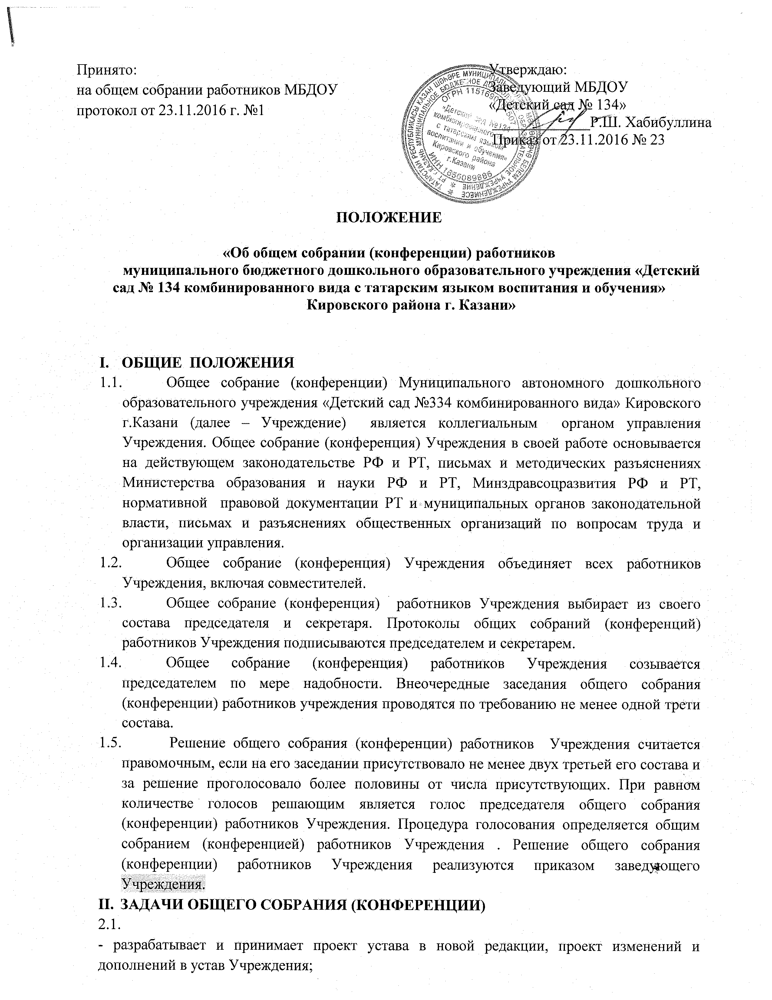 Принято:
на общем собрании работников МБДОУ
протокол от 23.11.2016 г. №1
Утверждаю:
Заведующий МБДОУ
«Детский сад № 134»
Р.Ш. Хабибуллина
Приказ от 23.11.2016 № 23
«Детский сад №134
комбинированного
с татарским языком
воспитания и обучения»
Кировского района
г.Казани
ПОЛОЖЕНИЕ
«Об общем собрании (конференции) работников
муниципального бюджетного дошкольного образовательного учреждения «Детский
сад № 134 комбинированного вида с татарским языком воспитания и обучения»
Кировского района г. Казани»
I. ОБЩИЕ ПОЛОЖЕНИЯ
1.1. Общее собрание (конференции) Муниципального автономного дошкольного
образовательного учреждения «Детский сад №334 комбинированного вида» Кировского
г.Казани (далее – Учреждение) является коллегиальным органом управления
Учреждения. Общее собрание (конференция) Учреждения в своей работе основывается
на действующем законодательстве РФ и РТ, письмах и методических разъяснениях
Министерства образования и науки РФ и РТ, Минздравсоцразвития РФ и РТ,
нормативной правовой документации РТ и муниципальных органов законодательной
власти, письмах и разъяснениях общественных организаций по вопросам труда и
организации управления.
1.2. Общее собрание (конференция) Учреждения объединяет всех работников
Учреждения, включая совместителей.
1.3. Общее собрание (конференция) работников Учреждения выбирает из своего
состава председателя и секретаря. Протоколы общих собраний (конференций)
работников Учреждения подписываются председателем и секретарем.
1.4. Общее собрание (конференция) работников Учреждения созывается
председателем по мере надобности. Внеочередные заседания общего собрания
(конференции) работников учреждения проводятся по требованию не менее одной трети
состава.
1.5. Решение общего собрания (конференции) работников Учреждения считается
правомочным, если на его заседании присутствовало не менее двух третьей его состава и
за решение проголосовало более половины от числа присутствующих. При равном
количестве голосов решающим является голос председателя общего собрания
(конференции) работников Учреждения. Процедура голосования определяется общим
собранием (конференцией) работников Учреждения . Решение общего собрания
(конференции) работников Учреждения реализуются приказом заведующего
Учреждения.
II. ЗАДАЧИ ОБЩЕГО СОБРАНИЯ (КОНФЕРЕНЦИИ)
2.1.
- разрабатывает и принимает проект устава в новой редакции, проект изменений и
дополнений в устав Учреждения;